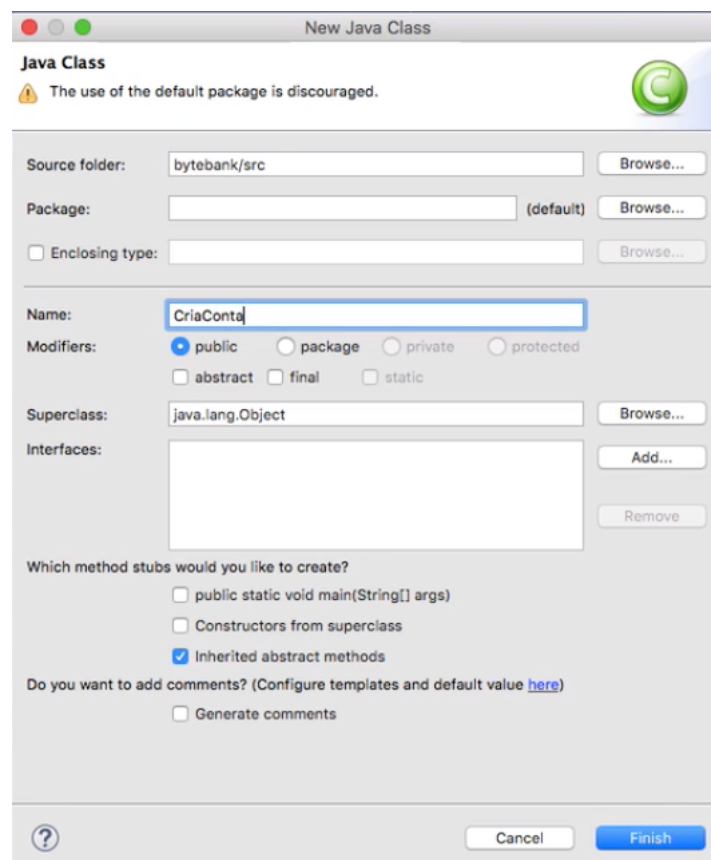 New Java Class
Java Class
The use of the default package is discouraged.
C
Source folder: bytebank/src Browse...
Package: (default) Browse...
Enclosing type: Browse...
Name: CriaConta
Modifiers: public package private protected
abstract final static
Superclass: java.lang.Object Browse...
Interfaces: Add...
Remove
Which method stubs would you like to create?
public static void main(String[] args)
Constructors from superclass
Inherited abstract methods
Do you want to add comments? (Configure templates and default value here)
Generate comments
? Cancel Finish